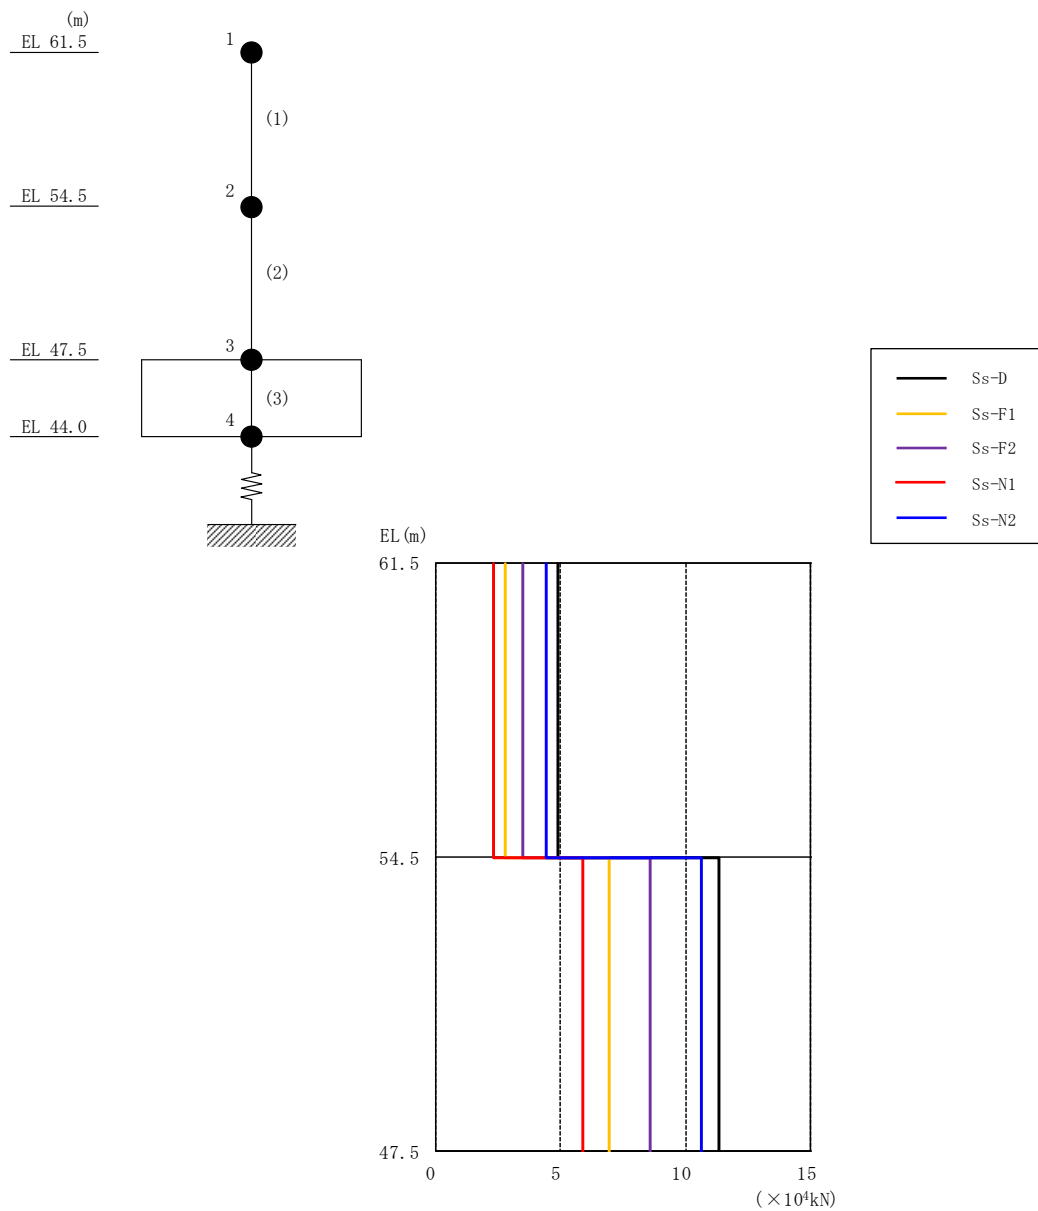 (m)
EL 61.5
1
(1)
EL 54.5
2
(2)
EL 47.5
3
(3)
EL 44.0
4
Ss-D
Ss-F1
Ss-F2
Ss-N1
Ss-N2
EL(m)
61.5
54.5
47.5
0
5
10
15
(×10⁴kN)